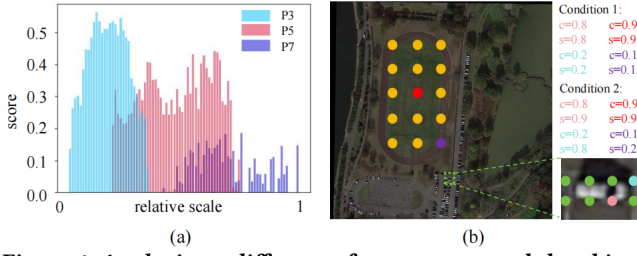 (a)
P3
P5
P7
0.5
0.4
0.3
0.2
0.1
0.0
score
0 relative scale 1
(a)
(b)
Condition 1:
c=0.8 c=0.9
s=0.8 s=0.9
c=0.2 c=0.1
s=0.2 s=0.1
Condition 2:
c=0.8 c=0.9
s=0.8 s=0.9
c=0.2 c=0.1
s=0.8 s=0.2
(b)